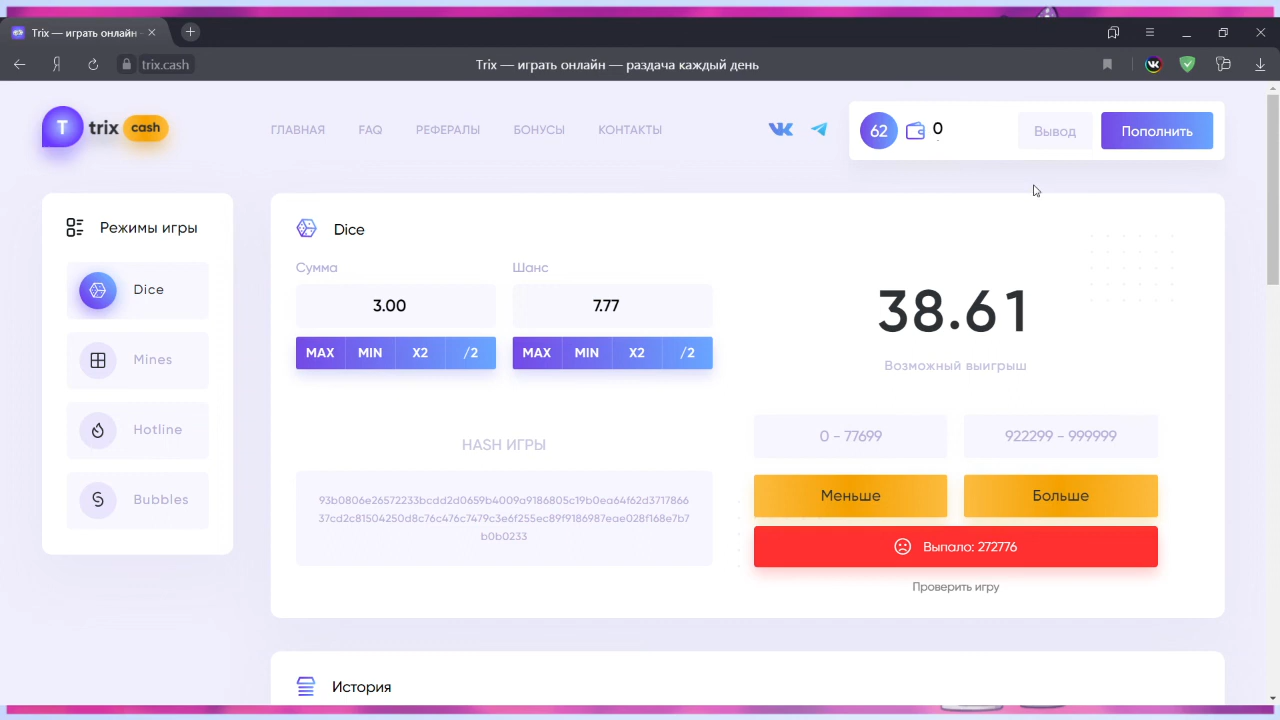 Trix — играть онлайн
trix.cash
Trix — играть онлайн — раздача каждый день
T trix cash
ГЛАВНАЯ FAQ РЕФЕРАЛЫ БОНУСЫ КОНТАКТЫ
62 0 Вывод Пополнить
Режимы игры
Dice
Mines
Hotline
Bubbles
Dice
Сумма Шанс
3.00 7.77
MAX MIN X2 /2 MAX MIN X2 /2
38.61
Возможный выигрыш
HASH ИГРЫ
93b0806e26572233bcdd2d0659b4009a9186805c19b0ea64f62d3717866
37cd2c81504250d8c76c476c7479c3e6f255ec89f9186987eae028f168e7b7
b0b0233
0 - 77699 922299 - 999999
Меньше Больше
Выпало: 272776
Проверить игру
История